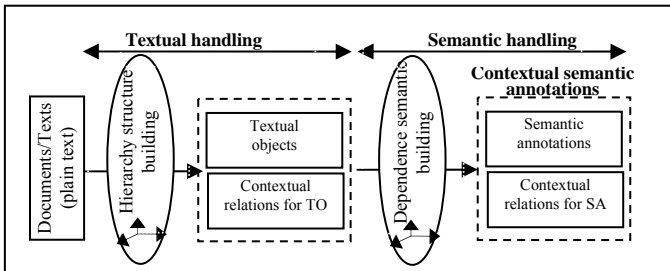 Textual handling
Semantic handling
Documents/Texts
(plain text)
Hierarchy structure
building
Textual
objects
Contextual
relations for TO
Dependence semantic
building
Contextual semantic
annotations
Semantic
annotations
Contextual
relations for SA